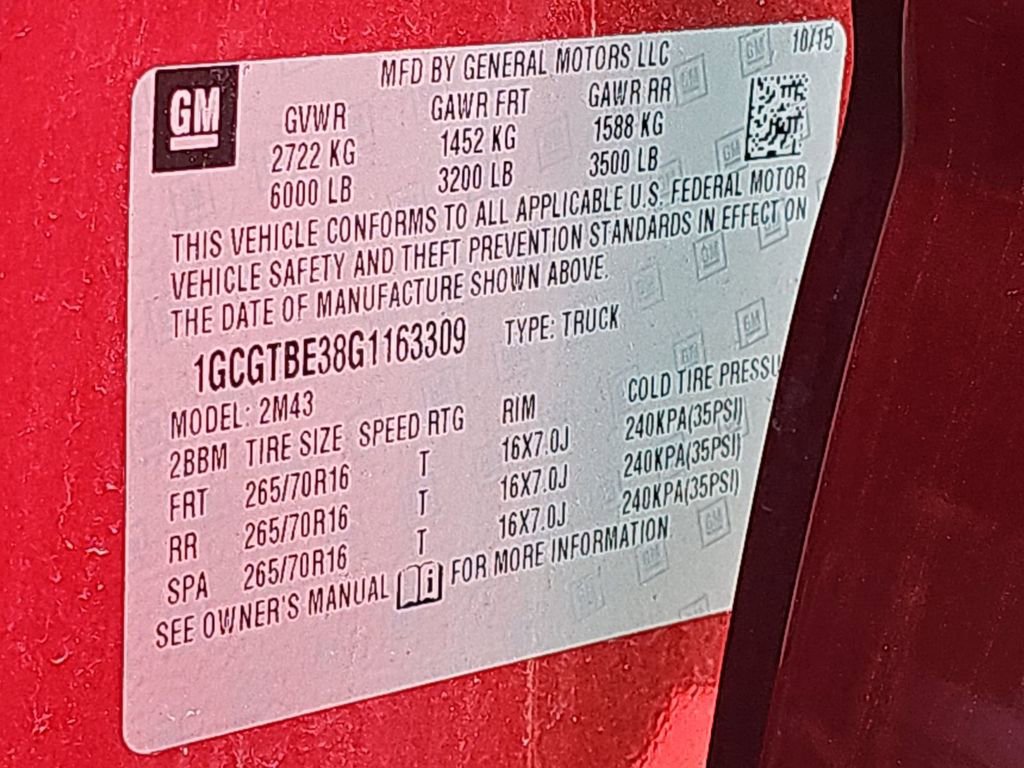 10/15
MFD BY GENERAL MOTORS LLC
GM
GVWR GAWR FRT GAWR RR
2722 KG 1452 KG 1588 KG
6000 LB 3200 LB 3500 LB
THIS VEHICLE CONFORMS TO ALL APPLICABLE U.S. FEDERAL MOTOR
VEHICLE SAFETY AND THEFT PREVENTION STANDARDS IN EFFECT ON
THE DATE OF MANUFACTURE SHOWN ABOVE.
1GCGTBE38G1163309 TYPE: TRUCK
MODEL: 2M43
2BBM TIRE SIZE SPEED RTG RIM COLD TIRE PRESSU
FRT 265/70R16 T 16X7.0J 240KPA(35PSI)
RR 265/70R16 T 16X7.0J 240KPA(35PSI)
SPA 265/70R16 T 16X7.0J 240KPA(35PSI)
SEE OWNER'S MANUAL FOR MORE INFORMATION